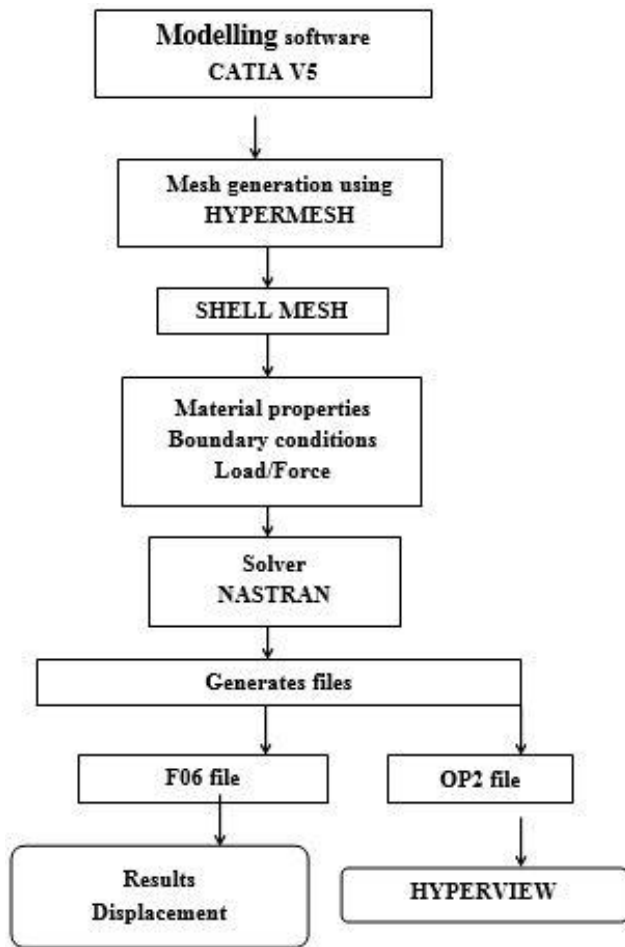 Modelling software
CATIA V5
Mesh generation using
HYPERMESH
SHELL MESH
Material properties
Boundary conditions
Load/Force
Solver
NASTRAN
Generates files
F06 file
OP2 file
Results
Displacement
HYPERVIEW